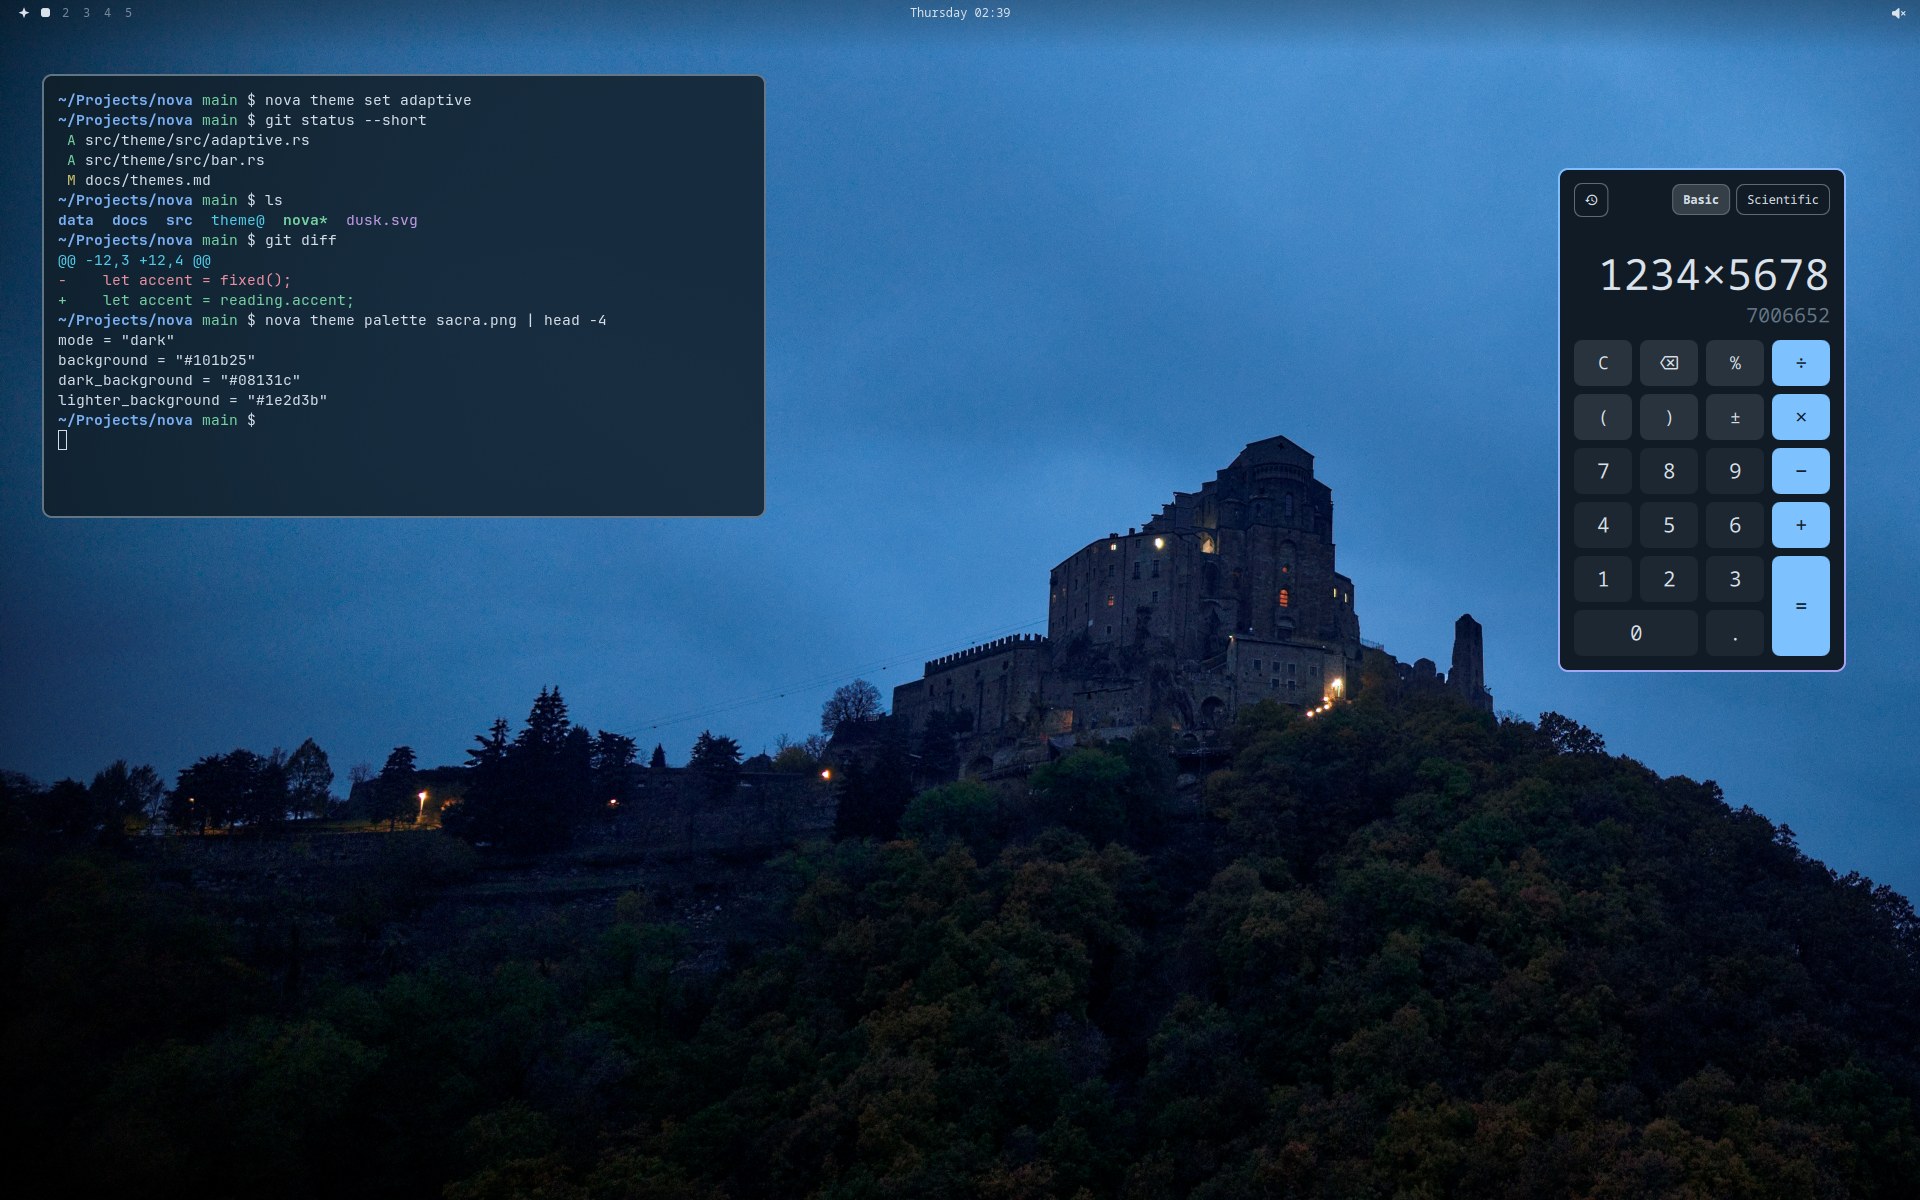 2 3 4 5
Thursday 02:39
~/Projects/nova main $ nova theme set adaptive
~/Projects/nova main $ git status --short
A src/theme/src/adaptive.rs
A src/theme/src/bar.rs
M docs/themes.md
~/Projects/nova main $ ls
data docs src theme@ nova* dusk.svg
~/Projects/nova main $ git diff
@@ -12,3 +12,4 @@
-    let accent = fixed();
+    let accent = reading.accent;
~/Projects/nova main $ nova theme palette sacra.png | head -4
mode = "dark"
background = "#101b25"
dark_background = "#08131c"
lighter_background = "#1e2d3b"
~/Projects/nova main $
Basic Scientific
1234×5678
7006652
C % ÷
( ) ± ×
7 8 9 −
4 5 6 +
1 2 3 =
0 .